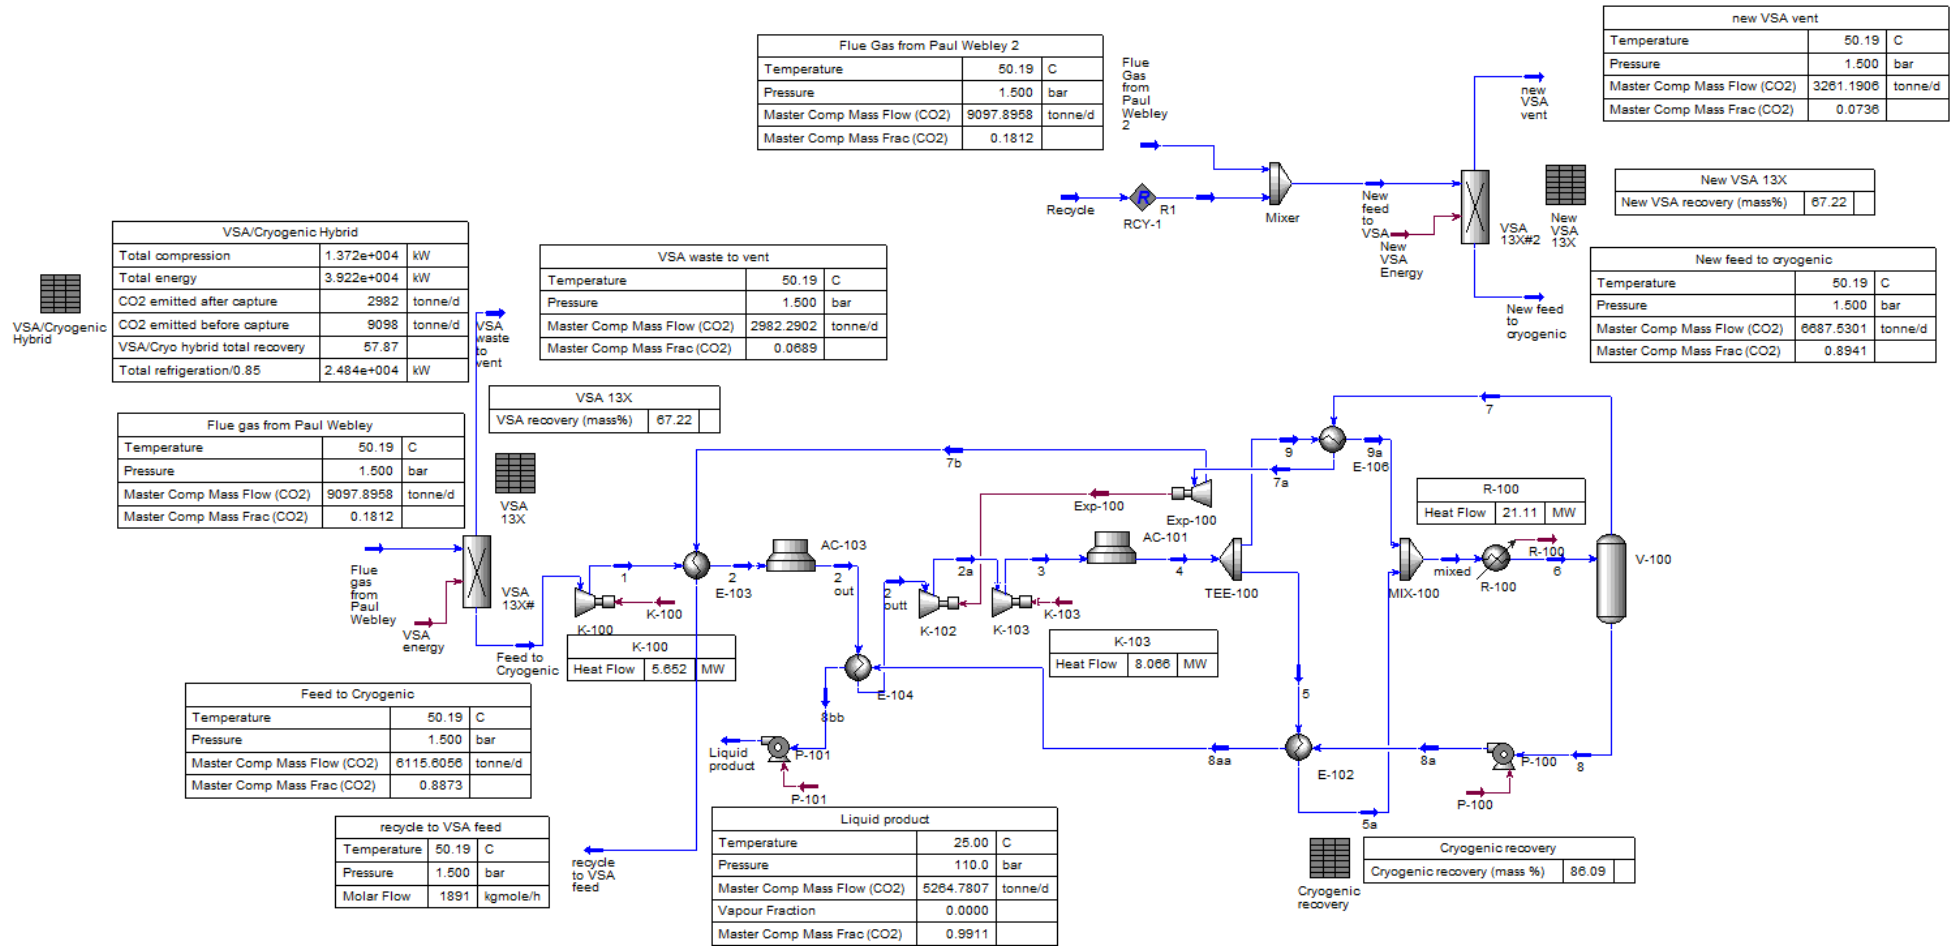 Flue Gas from Paul Webley 2
Temperature 50.19 C
Pressure 1.500 bar
Master Comp Mass Flow (CO2) 9097.8958 tonne/d
Master Comp Mass Frac (CO2) 0.1812
Flue
Gas
from
Paul
Webley
2
new VSA vent
Temperature 50.19 C
Pressure 1.500 bar
Master Comp Mass Flow (CO2) 3261.1906 tonne/d
Master Comp Mass Frac (CO2) 0.0736
new
VSA
vent
Recycle
R
RCY-1
R1
Mixer
New
feed
to
VSA
New
VSA
Energy
VSA
13X#2
New
VSA
13X
New VSA 13X
New VSA recovery (mass%) 67.22
New feed to cryogenic
Temperature 50.19 C
Pressure 1.500 bar
Master Comp Mass Flow (CO2) 6687.5301 tonne/d
Master Comp Mass Frac (CO2) 0.8941
New feed
to
cryogenic
VSA/Cryogenic
Hybrid
VSA/Cryogenic Hybrid
Total compression 1.372e+004 kW
Total energy 3.922e+004 kW
CO2 emitted after capture 2982 tonne/d
CO2 emitted before capture 9098 tonne/d
VSA/Cryo hybrid total recovery 57.87
Total refrigeration/0.85 2.484e+004 kW
VSA
waste
to
vent
VSA waste to vent
Temperature 50.19 C
Pressure 1.500 bar
Master Comp Mass Flow (CO2) 2982.2902 tonne/d
Master Comp Mass Frac (CO2) 0.0689
VSA 13X
VSA recovery (mass%) 67.22
Flue gas from Paul Webley
Temperature 50.19 C
Pressure 1.500 bar
Master Comp Mass Flow (CO2) 9097.8958 tonne/d
Master Comp Mass Frac (CO2) 0.1812
VSA
13X
Flue
gas
from
Paul
Webley
VSA
energy
VSA
13X#
Feed to
Cryogenic
K-100
K-100
1
2
E-103
AC-103
2
out
2
outt
K-102
2a
K-103
K-103
3
AC-101
4
TEE-100
7b
Exp-100
Exp-100
7a
7
9
9a
E-106
MIX-100
mixed
R-100
R-100
6
V-100
R-100
Heat Flow 21.11 MW
K-100
Heat Flow 5.652 MW
K-103
Heat Flow 8.066 MW
E-104
8bb
P-101
P-101
Liquid
product
5
8aa
E-102
8a
P-100
P-100
8
5a
Feed to Cryogenic
Temperature 50.19 C
Pressure 1.500 bar
Master Comp Mass Flow (CO2) 6115.6056 tonne/d
Master Comp Mass Frac (CO2) 0.8873
recycle to VSA feed
Temperature 50.19 C
Pressure 1.500 bar
Molar Flow 1891 kgmole/h
recycle
to VSA
feed
Liquid product
Temperature 25.00 C
Pressure 110.0 bar
Master Comp Mass Flow (CO2) 5264.7807 tonne/d
Vapour Fraction 0.0000
Master Comp Mass Frac (CO2) 0.9911
Cryogenic
recovery
Cryogenic recovery
Cryogenic recovery (mass %) 86.09